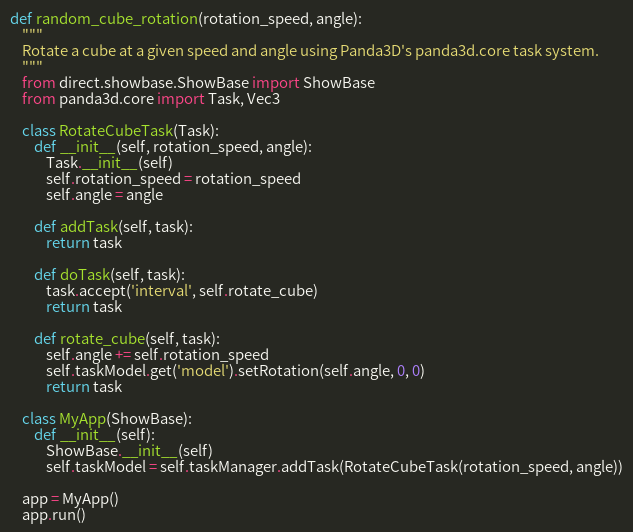 def random_cube_rotation(rotation_speed, angle):
    """
    Rotate a cube at a given speed and angle using Panda3D's panda3d.core task system.
    """
    from direct.showbase.ShowBase import ShowBase
    from panda3d.core import Task, Vec3

    class RotateCubeTask(Task):
        def __init__(self, rotation_speed, angle):
            Task.__init__(self)
            self.rotation_speed = rotation_speed
            self.angle = angle

        def addTask(self, task):
            return task

        def doTask(self, task):
            task.accept('interval', self.rotate_cube)
            return task

        def rotate_cube(self, task):
            self.angle += self.rotation_speed
            self.taskModel.get('model').setRotation(self.angle, 0, 0)
            return task

    class MyApp(ShowBase):
        def __init__(self):
            ShowBase.__init__(self)
            self.taskModel = self.taskManager.addTask(RotateCubeTask(rotation_speed, angle))

    app = MyApp()
    app.run()